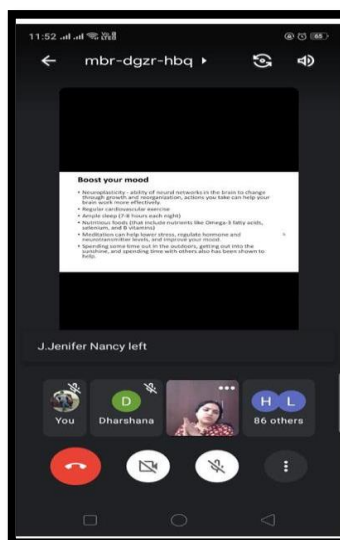 11:52
85
mbr-dgzr-hbq
Boost your mood
• Neuroplasticity - ability of neural networks in the brain to change
through growth and reorganization, actions you take can help your
brain work more effectively.
• Regular cardiovascular exercise
• Ample sleep (7-8 hours each night)
• Nutritious foods (that include nutrients like Omega-3 fatty acids,
selenium, and B vitamins)
• Meditation can help lower stress, regulate hormone and
neurotransmitter levels, and improve your mood.
• Spending some time out in the outdoors, getting out into the
sunshine, and spending time with others also has been shown to
help.
J.Jenifer Nancy left
D
H L
You
Dharshana
86 others